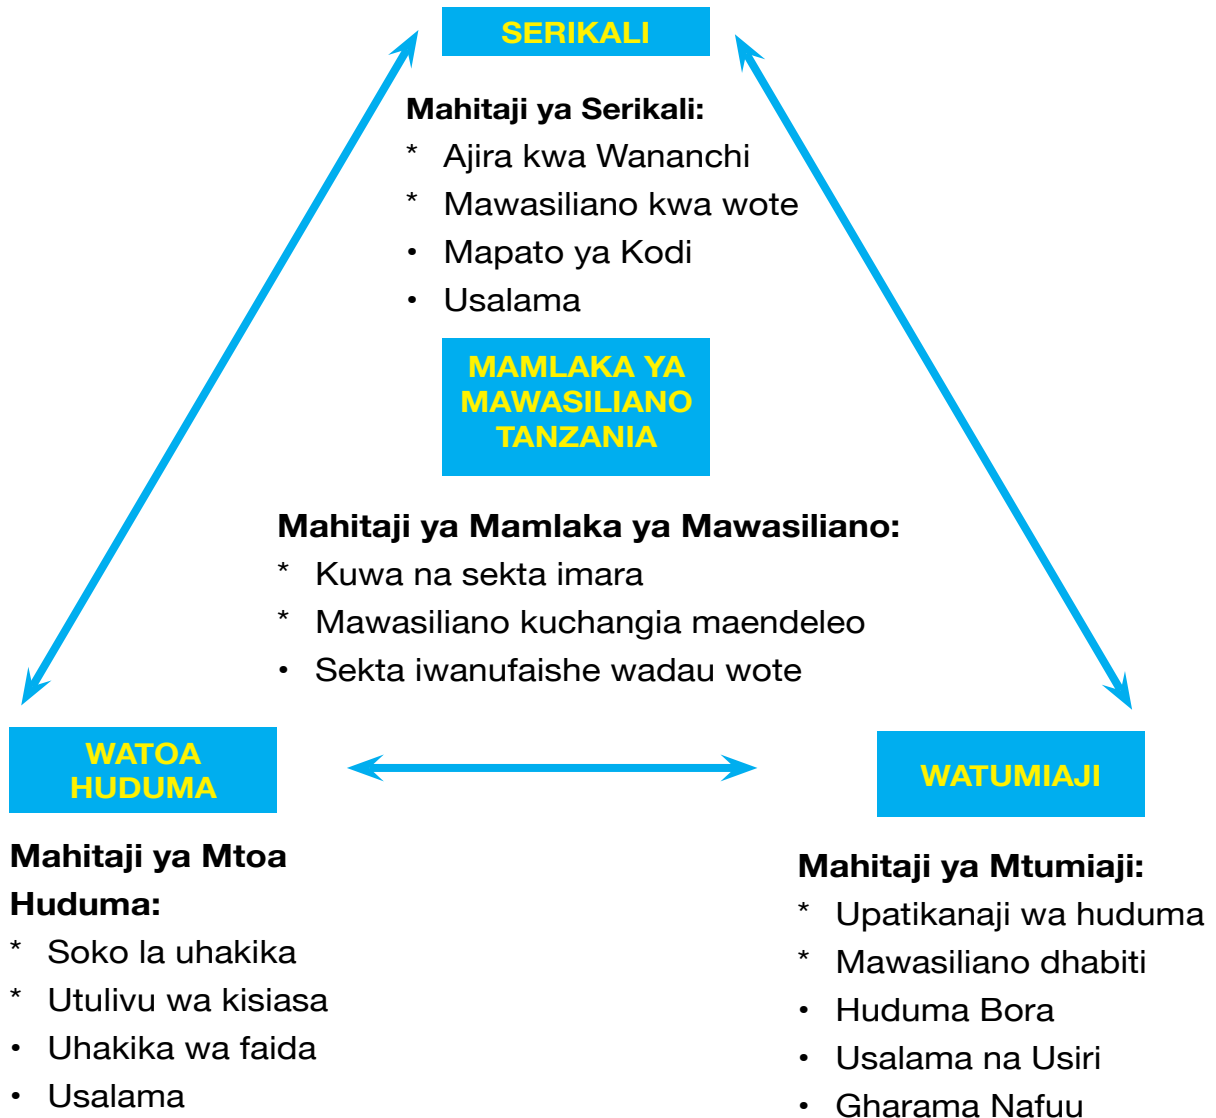 SERIKALI
Mahitaji ya Serikali:
* Ajira kwa Wananchi
* Mawasiliano kwa wote
• Mapato ya Kodi
• Usalama
MAMLAKA YA
MAWASILIANO
TANZANIA
Mahitaji ya Mamlaka ya Mawasiliano:
* Kuwa na sekta imara
* Mawasiliano kuchangia maendeleo
• Sekta iwanufaishe wadau wote
WATOA
HUDUMA
Mahitaji ya Mtoa
Huduma:
* Soko la uhakika
* Utulivu wa kisiasa
• Uhakika wa faida
• Usalama
WATUMIAJI
Mahitaji ya Mtumiaji:
* Upatikanaji wa huduma
* Mawasiliano dhabiti
• Huduma Bora
• Usalama na Usiri
• Gharama Nafuu